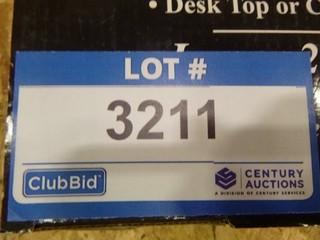 • Desk Top or C
LOT #
3211
ClubBid
CENTURY
AUCTIONS
A DIVISION OF CENTURY SERVICES